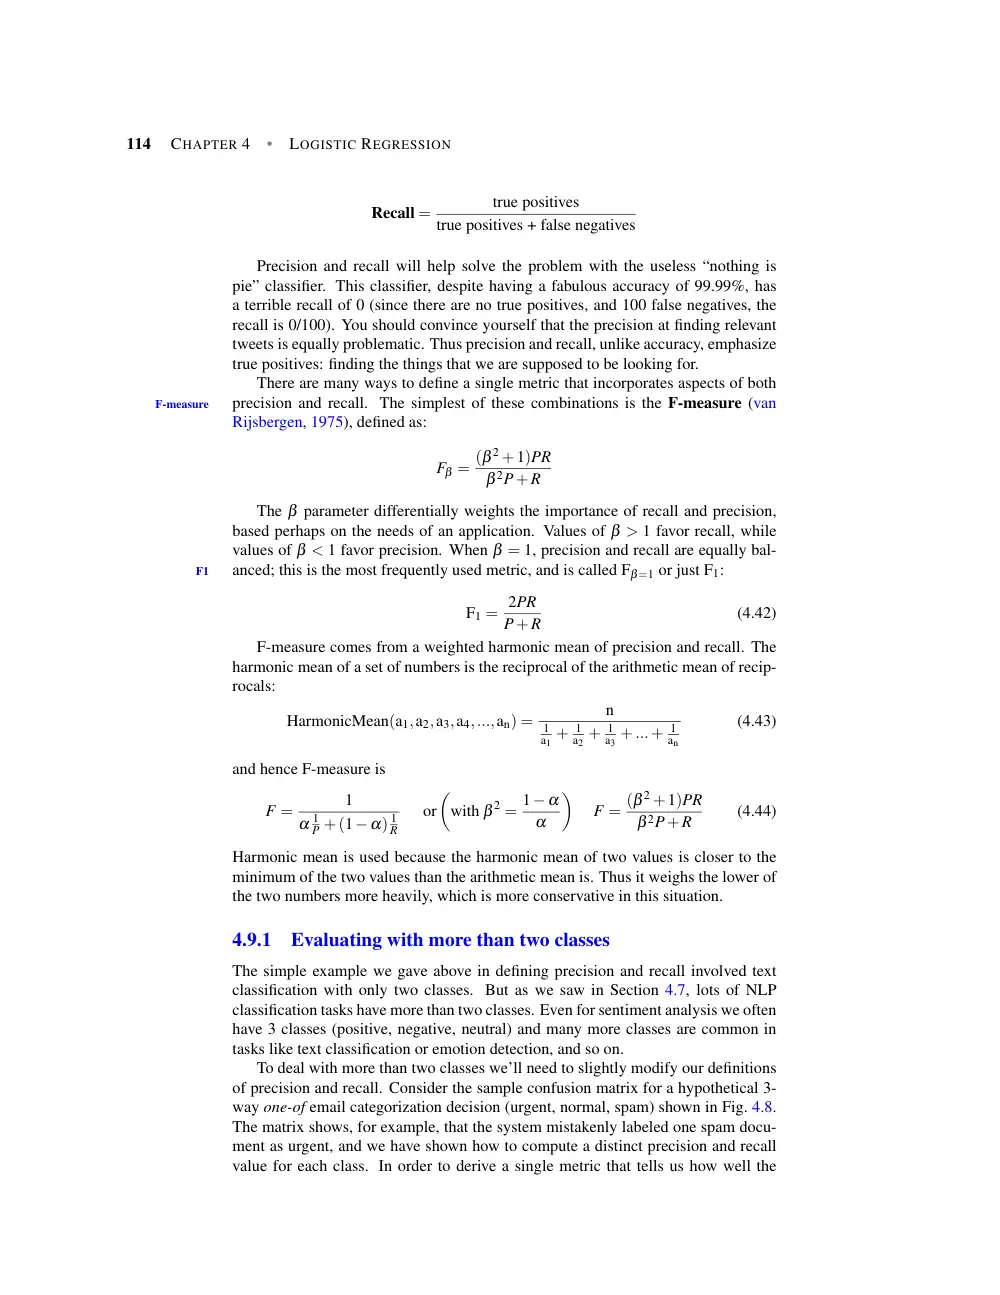 114 CHAPTER 4 • LOGISTIC REGRESSION
Recall = true positives / true positives + false negatives
Precision and recall will help solve the problem with the useless “nothing is
pie” classifier. This classifier, despite having a fabulous accuracy of 99.99%, has
a terrible recall of 0 (since there are no true positives, and 100 false negatives, the
recall is 0/100). You should convince yourself that the precision at finding relevant
tweets is equally problematic. Thus precision and recall, unlike accuracy, emphasize
true positives: finding the things that we are supposed to be looking for.
There are many ways to define a single metric that incorporates aspects of both
F-measure precision and recall. The simplest of these combinations is the F-measure (van
Rijsbergen, 1975), defined as:
Fβ = (β² + 1)PR / β²P + R
The β parameter differentially weights the importance of recall and precision,
based perhaps on the needs of an application. Values of β > 1 favor recall, while
values of β < 1 favor precision. When β = 1, precision and recall are equally bal-
F1 anced; this is the most frequently used metric, and is called Fβ=1 or just F1:
F1 = 2PR / P + R (4.42)
F-measure comes from a weighted harmonic mean of precision and recall. The
harmonic mean of a set of numbers is the reciprocal of the arithmetic mean of recip-
rocals:
HarmonicMean(a1, a2, a3, a4, ..., an) = n / 1/a1 + 1/a2 + 1/a3 + ... + 1/an (4.43)
and hence F-measure is
F = 1 / α 1/P + (1 − α) 1/R or (with β² = 1 − α / α) F = (β² + 1)PR / β²P + R (4.44)
Harmonic mean is used because the harmonic mean of two values is closer to the
minimum of the two values than the arithmetic mean is. Thus it weighs the lower of
the two numbers more heavily, which is more conservative in this situation.
4.9.1 Evaluating with more than two classes
The simple example we gave above in defining precision and recall involved text
classification with only two classes. But as we saw in Section 4.7, lots of NLP
classification tasks have more than two classes. Even for sentiment analysis we often
have 3 classes (positive, negative, neutral) and many more classes are common in
tasks like text classification or emotion detection, and so on.
To deal with more than two classes we’ll need to slightly modify our definitions
of precision and recall. Consider the sample confusion matrix for a hypothetical 3-
way one-of email categorization decision (urgent, normal, spam) shown in Fig. 4.8.
The matrix shows, for example, that the system mistakenly labeled one spam docu-
ment as urgent, and we have shown how to compute a distinct precision and recall
value for each class. In order to derive a single metric that tells us how well the